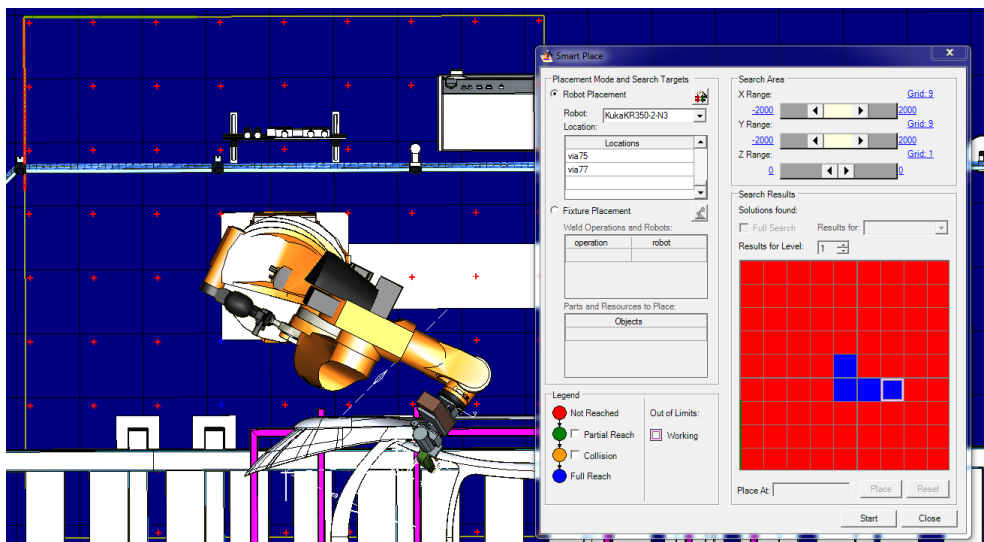 Smart Place
x
Placement Mode and Search Targets
Robot Placement
Robot: KukaKR350-2-N3
Location:
Locations
via75
via77
Fixture Placement
Weld Operations and Robots:
operation robot
Parts and Resources to Place:
Objects
Legend
Not Reached
Partial Reach
Collision
Full Reach
Out of Limits:
Working
Search Area
X Range: Grid: 9
-2000 2000
Y Range: Grid: 9
-2000 2000
Z Range: Grid: 1
0 0
Search Results
Solutions found:
Full Search Results for:
Results for Level: 1
Place At: Place Reset
Start Close